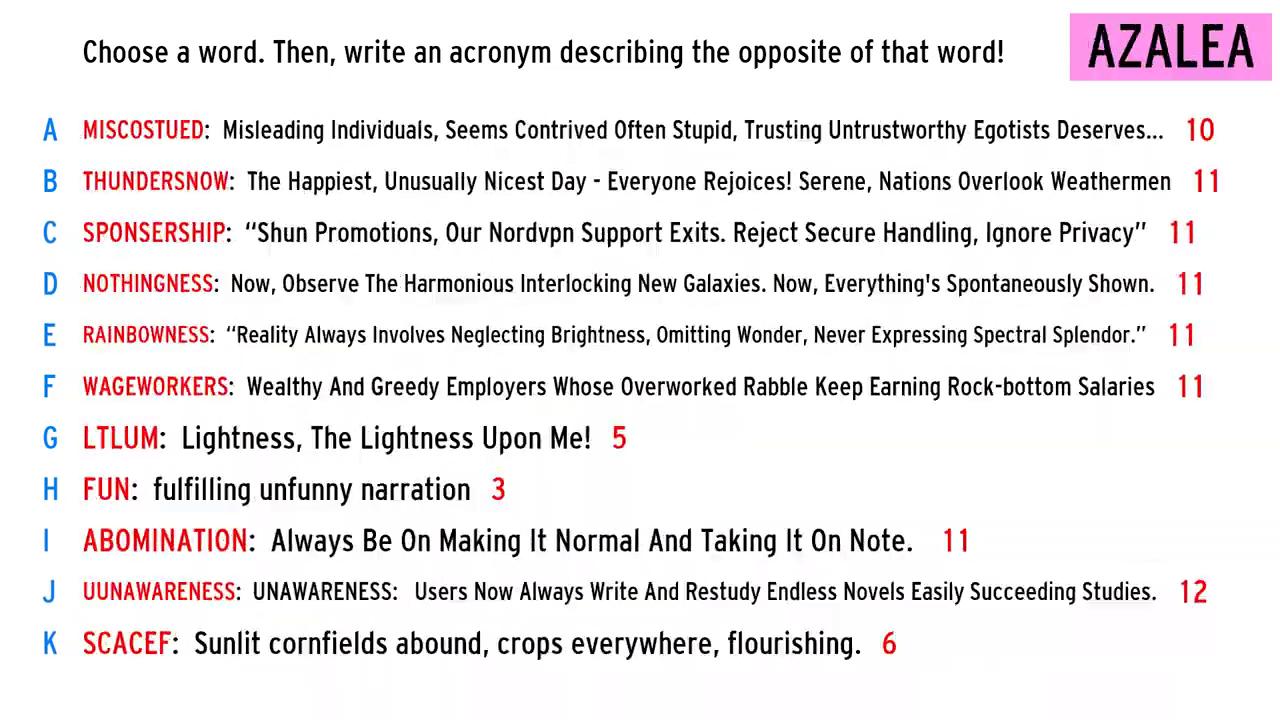 Choose a word. Then, write an acronym describing the opposite of that word!
AZALEA
A MISCOSTUED: Misleading Individuals, Seems Contrived Often Stupid, Trusting Untrustworthy Egotists Deserves... 10
B THUNDERSNOW: The Happiest, Unusually Nicest Day - Everyone Rejoices! Serene, Nations Overlook Weathermen 11
C SPONSERSHIP: “Shun Promotions, Our Nordvpn Support Exits. Reject Secure Handling, Ignore Privacy” 11
D NOTHINGNESS: Now, Observe The Harmonious Interlocking New Galaxies. Now, Everything's Spontaneously Shown. 11
E RAINBOWNESS: “Reality Always Involves Neglecting Brightness, Omitting Wonder, Never Expressing Spectral Splendor.” 11
F WAGEWORKERS: Wealthy And Greedy Employers Whose Overworked Rabble Keep Earning Rock-bottom Salaries 11
G LTLUM: Lightness, The Lightness Upon Me! 5
H FUN: fulfilling unfunny narration 3
I ABOMINATION: Always Be On Making It Normal And Taking It On Note. 11
J UUNAWARENESS: UNAWARENESS: Users Now Always Write And Restudy Endless Novels Easily Succeeding Studies. 12
K SCACEF: Sunlit cornfields abound, crops everywhere, flourishing. 6